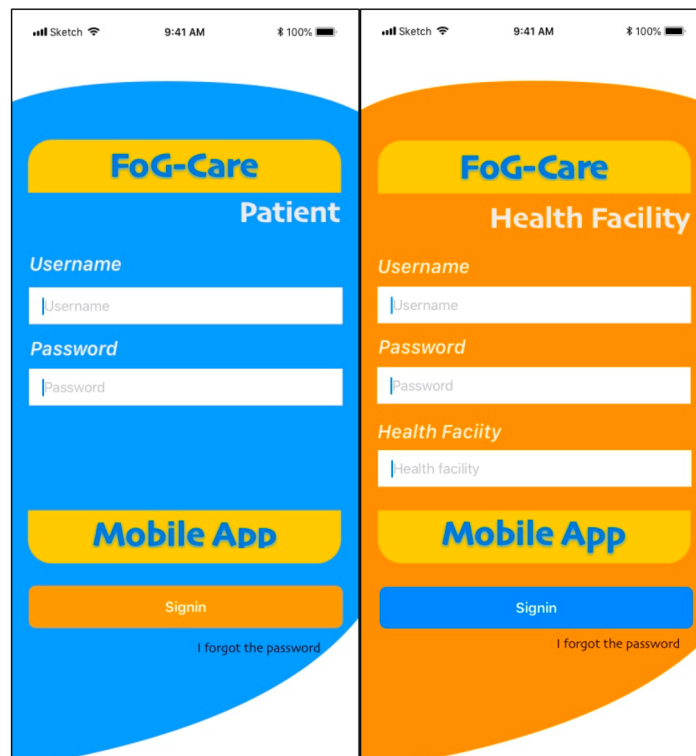 Sketch 9:41 AM 100%
FoG-Care
Patient
Username
Username
Password
Password
Mobile App
Signin
I forgot the password
Sketch 9:41 AM 100%
FoG-Care
Health Facility
Username
Username
Password
Password
Health Faciity
Health facility
Mobile App
Signin
I forgot the password